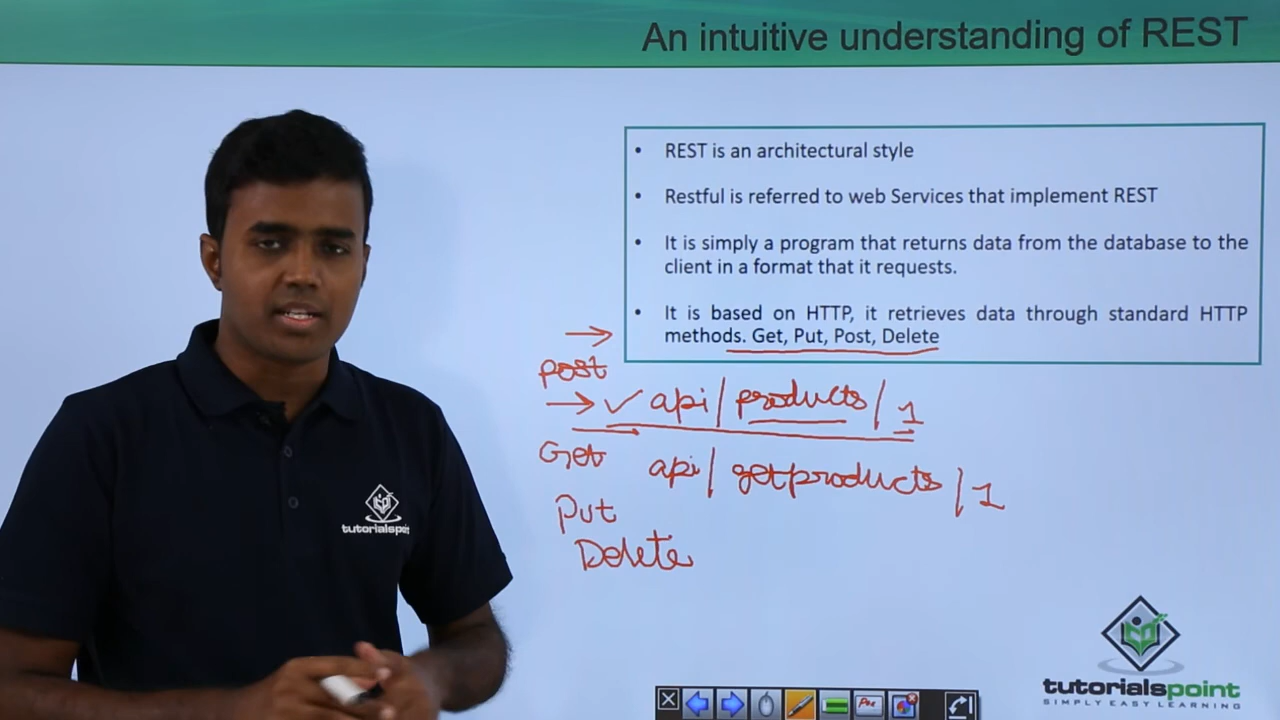 An intuitive understanding of REST
• REST is an architectural style
• Restful is referred to web Services that implement REST
• It is simply a program that returns data from the database to the
client in a format that it requests.
• It is based on HTTP, it retrieves data through standard HTTP
methods. Get, Put, Post, Delete
post
→ ✓ api/products/1
Get api/getproducts/1
Put
Delete
tutorialspoint
tutorialspoint
SIMPLY EASY LEARNING
Pen